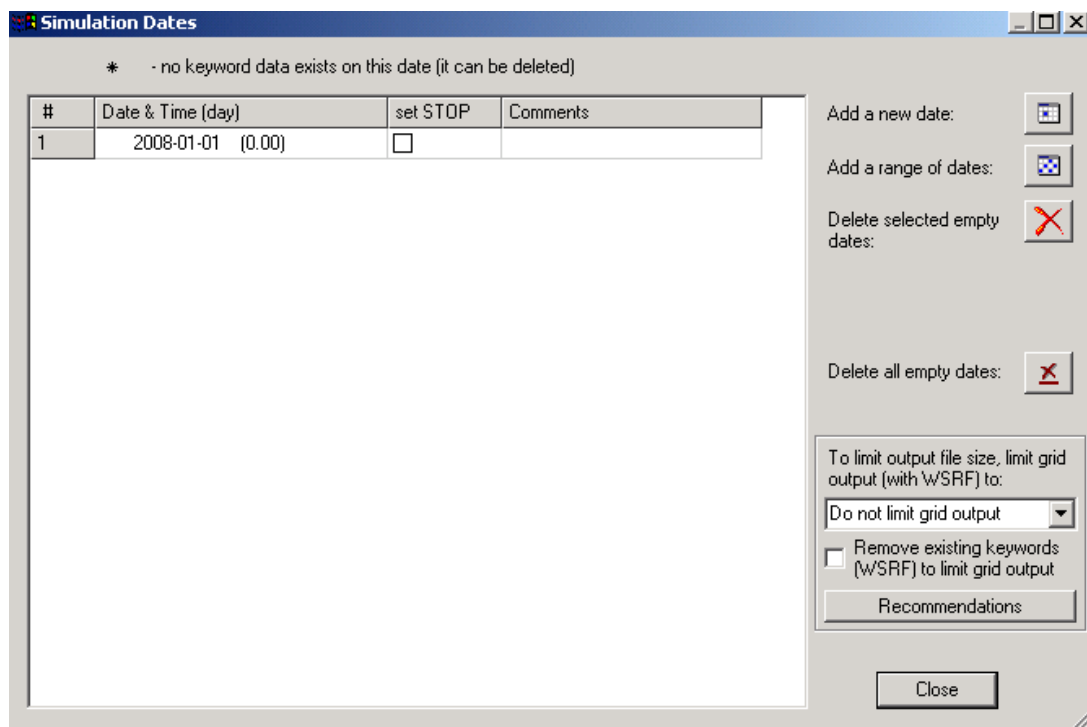 Simulation Dates
* - no keyword data exists on this date (it can be deleted)
# Date & Time (day) set STOP Comments
1 2008-01-01 (0.00)
Add a new date:
Add a range of dates:
Delete selected empty
dates:
Delete all empty dates:
To limit output file size, limit grid
output (with WSRF) to:
Do not limit grid output
Remove existing keywords
(WSRF) to limit grid output
Recommendations
Close